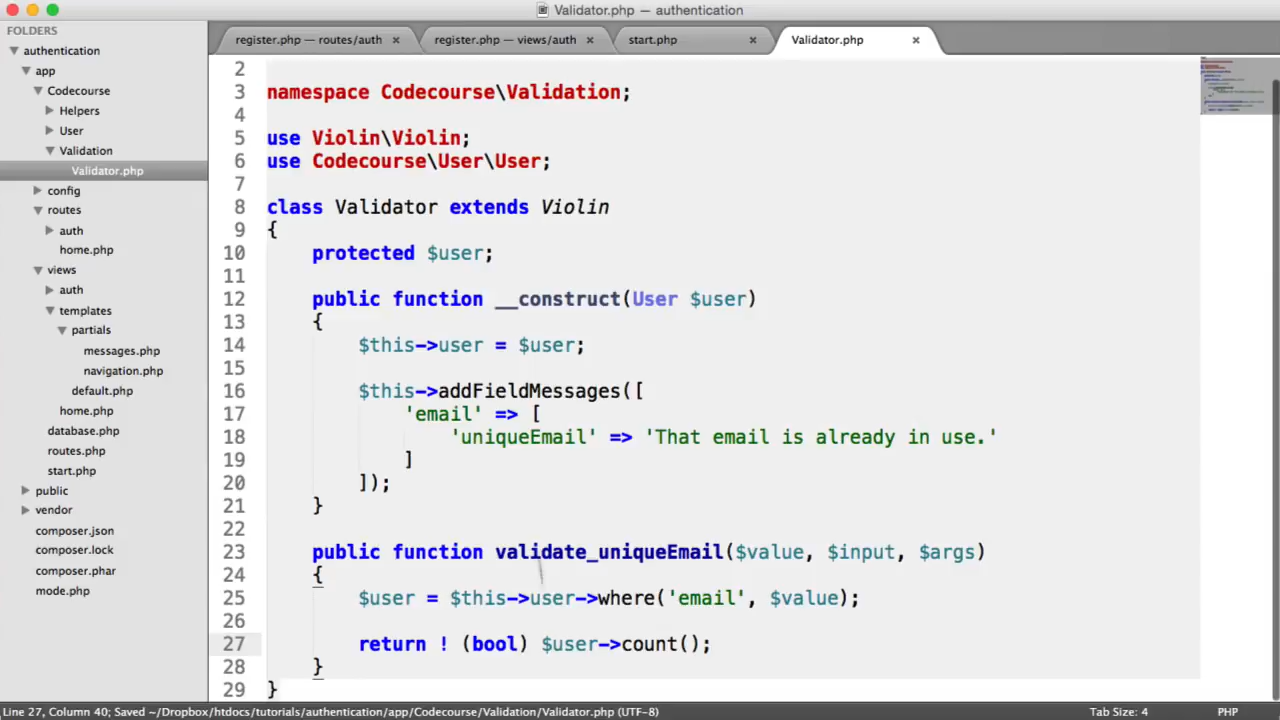 Validator.php — authentication
FOLDERS
authentication
app
Codecourse
Helpers
User
Validation
Validator.php
config
routes
auth
home.php
views
auth
templates
partials
messages.php
navigation.php
default.php
home.php
database.php
routes.php
start.php
public
vendor
composer.json
composer.lock
composer.phar
mode.php
register.php — routes/auth
register.php — views/auth
start.php
Validator.php
2
3 namespace Codecourse\Validation;
4
5 use Violin\Violin;
6 use Codecourse\User\User;
7
8 class Validator extends Violin
9 {
10     protected $user;
11
12     public function __construct(User $user)
13     {
14         $this->user = $user;
15
16         $this->addFieldMessages([
17             'email' => [
18                 'uniqueEmail' => 'That email is already in use.'
19             ]
20         ]);
21     }
22
23     public function validate_uniqueEmail($value, $input, $args)
24     {
25         $user = $this->user->where('email', $value);
26
27         return ! (bool) $user->count();
28     }
29 }
Line 27, Column 40; Saved ~/Dropbox/htdocs/tutorials/authentication/app/Codecourse/Validation/Validator.php (UTF-8)
Tab Size: 4
PHP